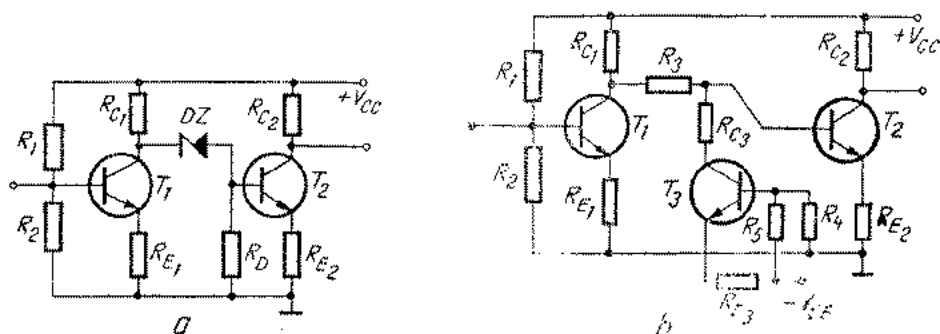 R1
R2
RC1
DZ
RC2
+VCC
T1
T2
RE1
RD
RE2
a
R1
R2
RC1
R3
RC2
+VCC
T1
RC3
T2
T3
RE1
R5
R4
RE2
b